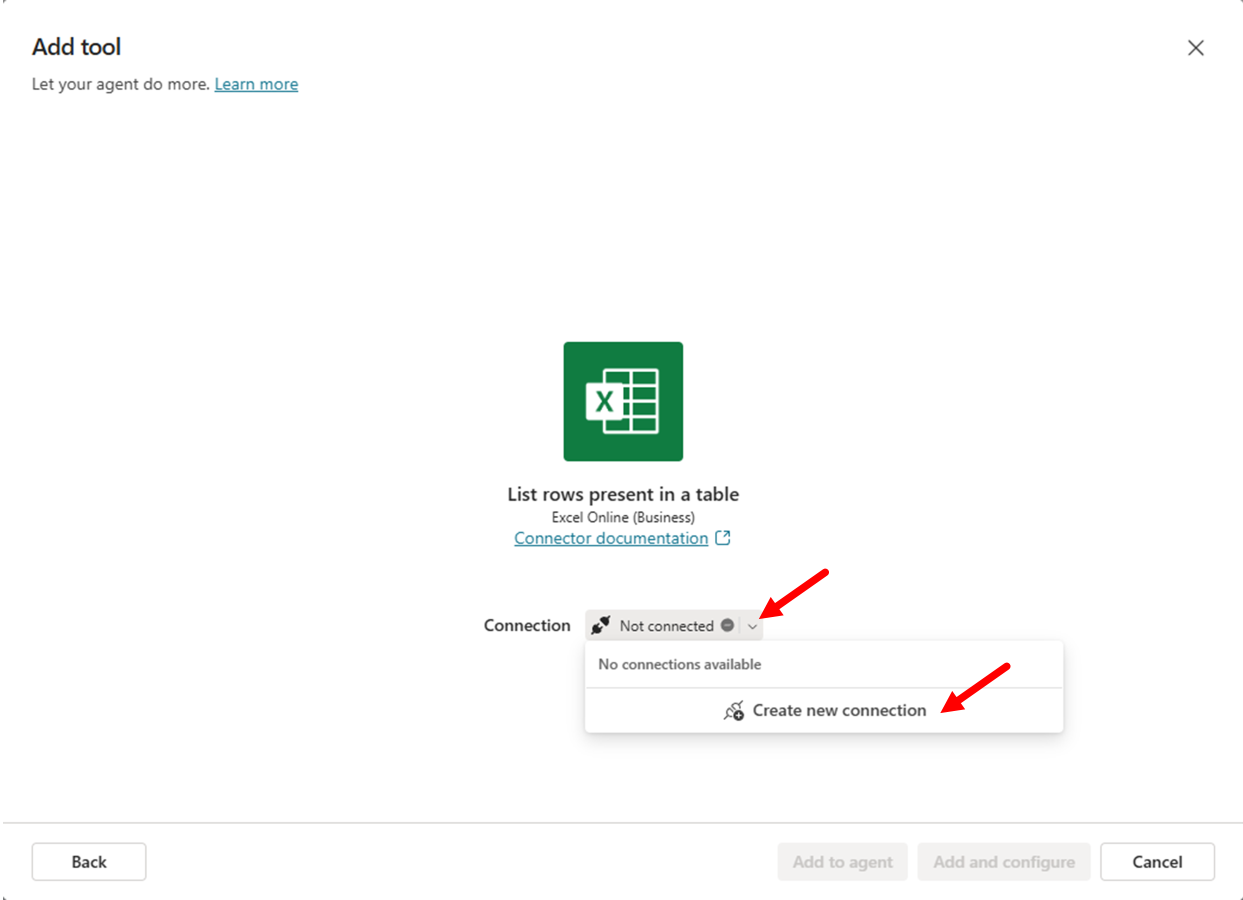 Add tool
Let your agent do more. Learn more
X
List rows present in a table
Excel Online (Business)
Connector documentation
Connection Not connected
No connections available
Create new connection
Back Add to agent Add and configure Cancel